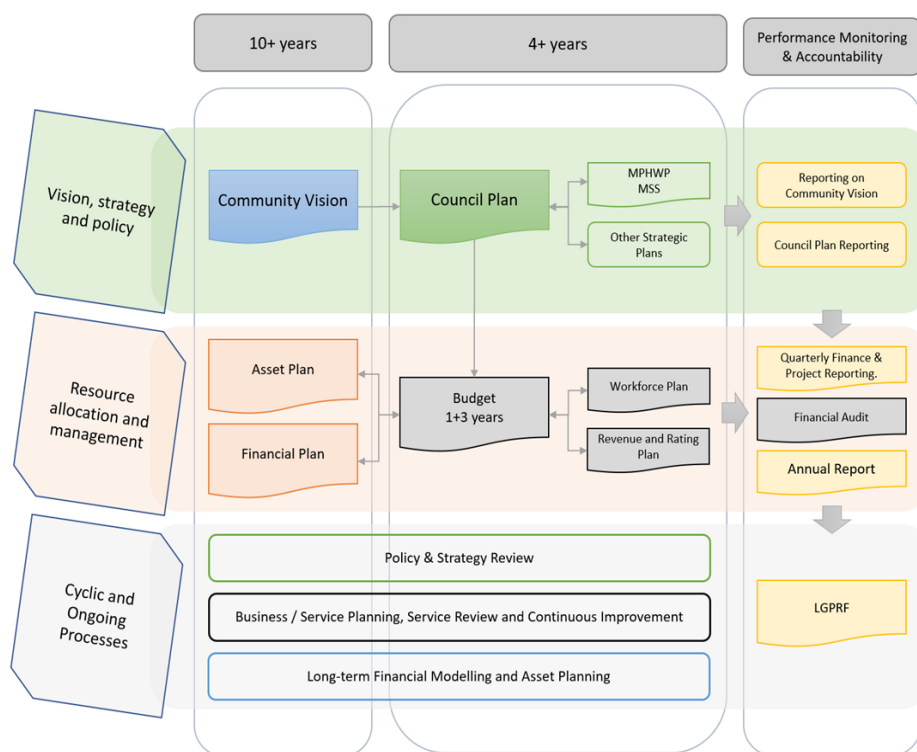 10+ years
4+ years
Performance Monitoring
& Accountability
Vision, strategy
and policy
Community Vision
Council Plan
MPHWP
MSS
Other Strategic
Plans
Reporting on
Community Vision
Council Plan Reporting
Resource
allocation and
management
Asset Plan
Financial Plan
Budget
1+3 years
Workforce Plan
Revenue and Rating
Plan
Quarterly Finance &
Project Reporting.
Financial Audit
Annual Report
Cyclic and
Ongoing
Processes
Policy & Strategy Review
Business / Service Planning, Service Review and Continuous Improvement
Long-term Financial Modelling and Asset Planning
LGPRF